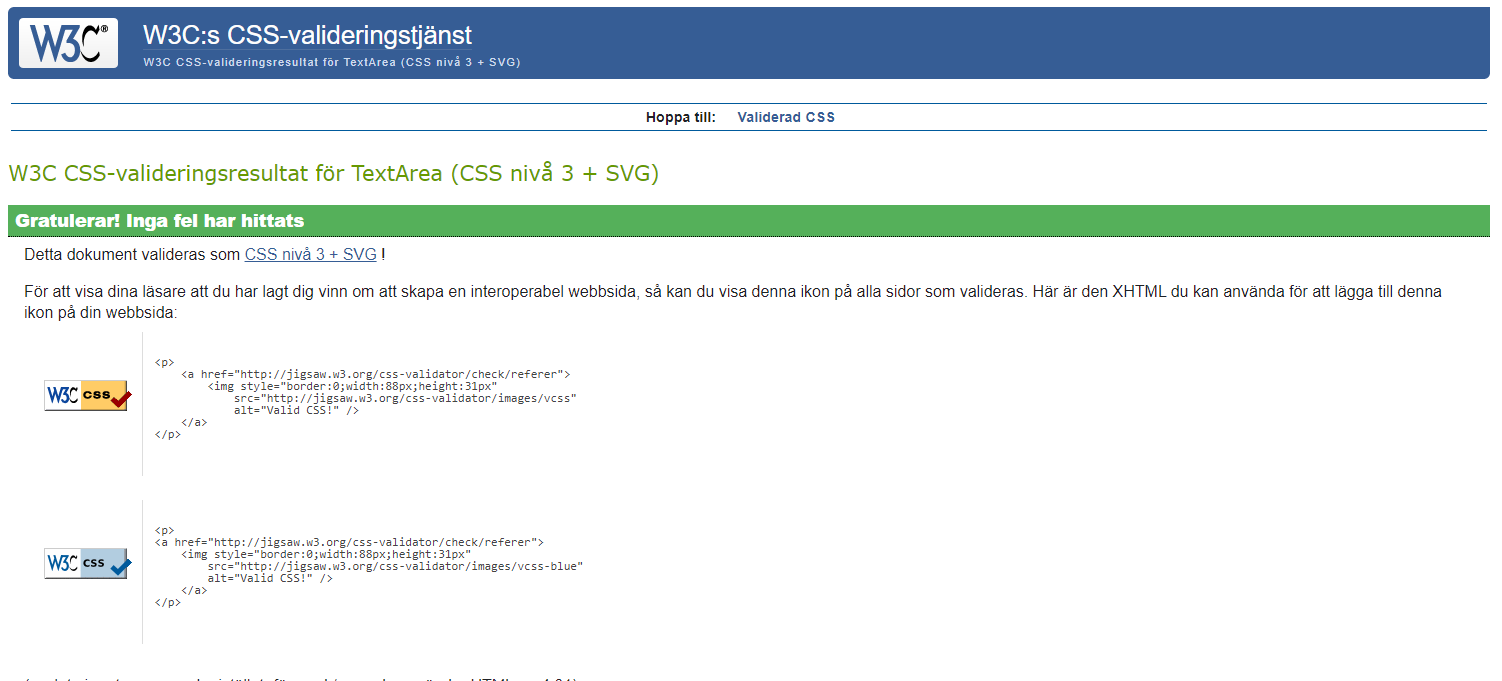 W3C®
W3C:s CSS-valideringstjänst
W3C CSS-valideringsresultat för TextArea (CSS nivå 3 + SVG)
Hoppa till: Validerad CSS
W3C CSS-valideringsresultat för TextArea (CSS nivå 3 + SVG)
Gratulerar! Inga fel har hittats
Detta dokument valideras som CSS nivå 3 + SVG !
För att visa dina läsare att du har lagt dig vinn om att skapa en interoperabel webbsida, så kan du visa denna ikon på alla sidor som valideras. Här är den XHTML du kan använda för att lägga till denna
ikon på din webbsida:
W3C css
<p>
<a href="http://jigsaw.w3.org/css-validator/check/referer">
<img style="border:0;width:88px;height:31px"
src="http://jigsaw.w3.org/css-validator/images/vcss"
alt="Valid CSS!" />
</a>
</p>
W3C css
<p>
<a href="http://jigsaw.w3.org/css-validator/check/referer">
<img style="border:0;width:88px;height:31px"
src="http://jigsaw.w3.org/css-validator/images/vcss-blue"
alt="Valid CSS!" />
</a>
</p>